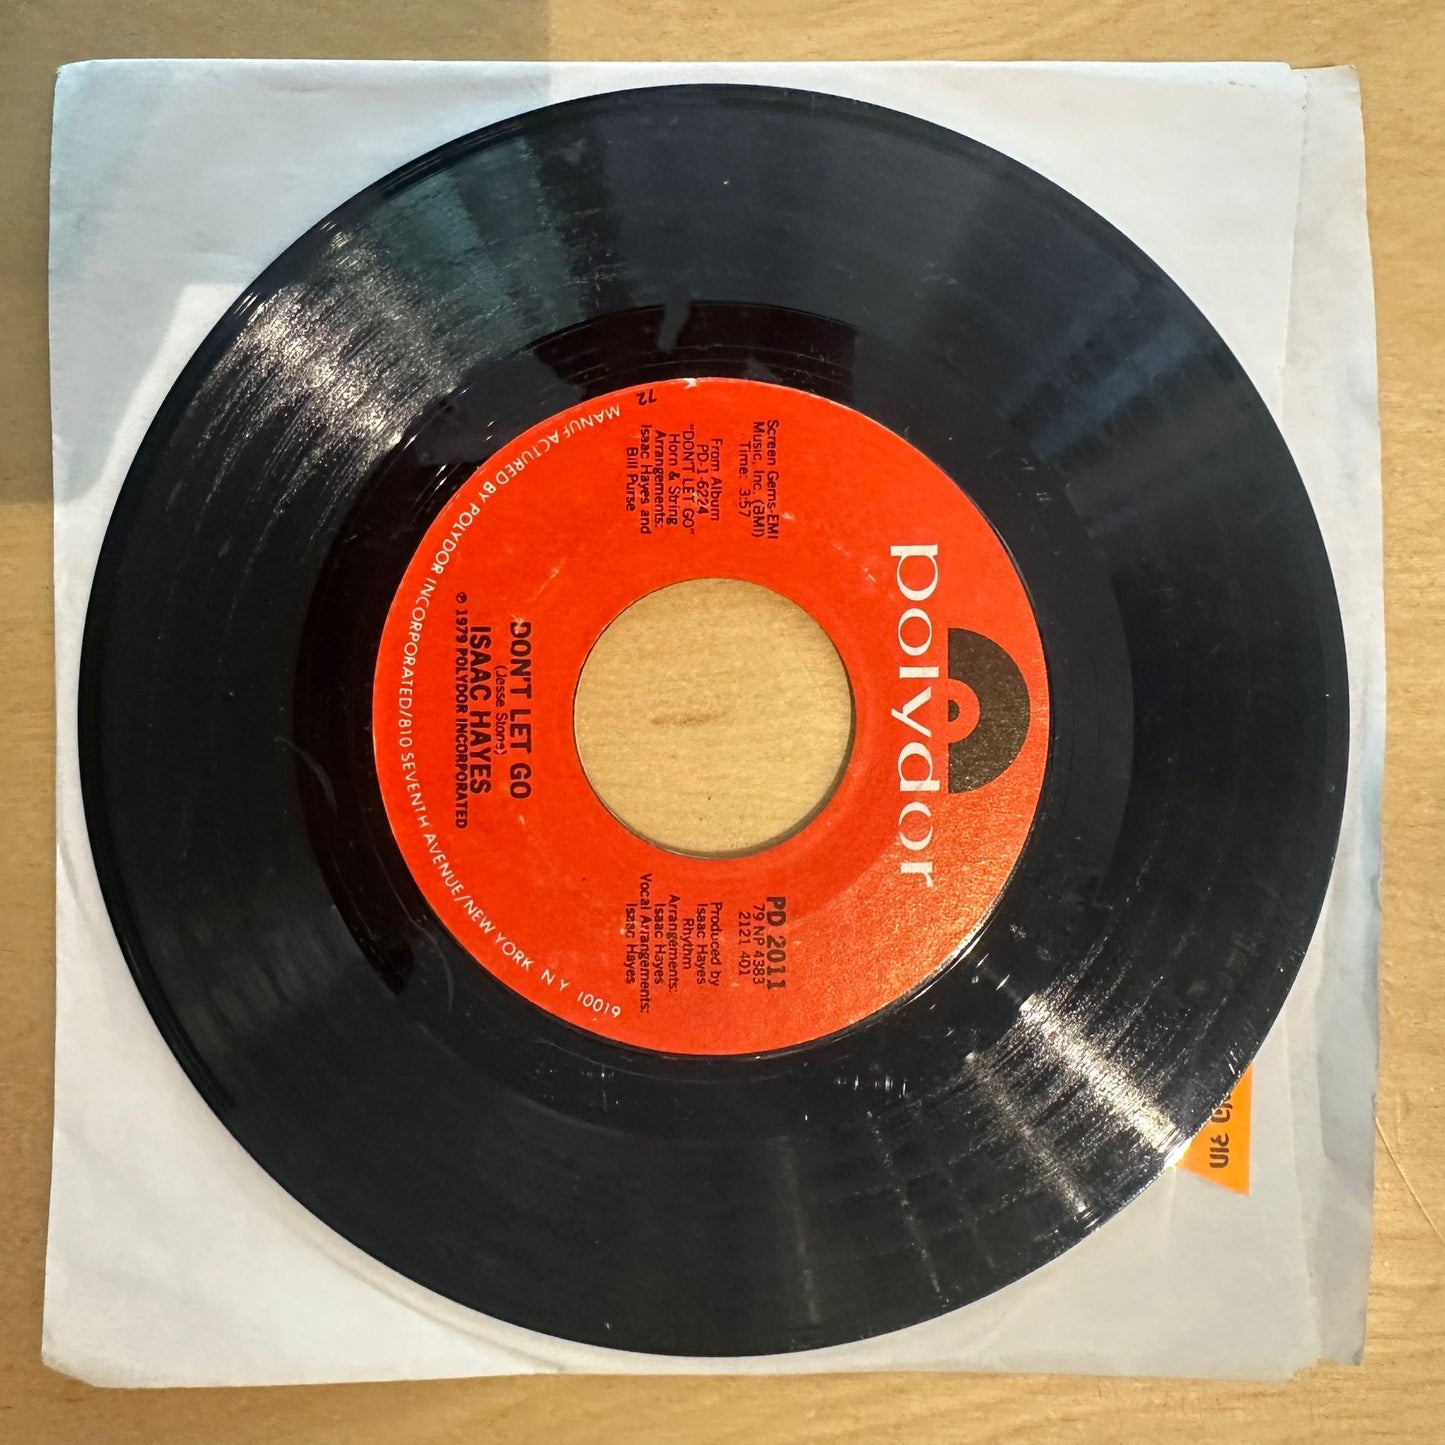 polydor
Screen Gems-EMI
Music, Inc. (BMI)
Time: 3:57
From Album
PD-1-6224
"DON'T LET GO"
Horn & String
Arrangements:
Isaac Hayes and
Bill Purse
72
PD 2011
79 NP 4383
2121 401
Produced by
Isaac Hayes
Rhythm
Arrangements:
Isaac Hayes
Vocal Arrangements:
Isaac Hayes
DON'T LET GO
(Jesse Stone)
ISAAC HAYES
℗ 1979 POLYDOR INCORPORATED
MANUFACTURED BY POLYDOR INCORPORATED/810 SEVENTH AVENUE/NEW YORK N Y 10019